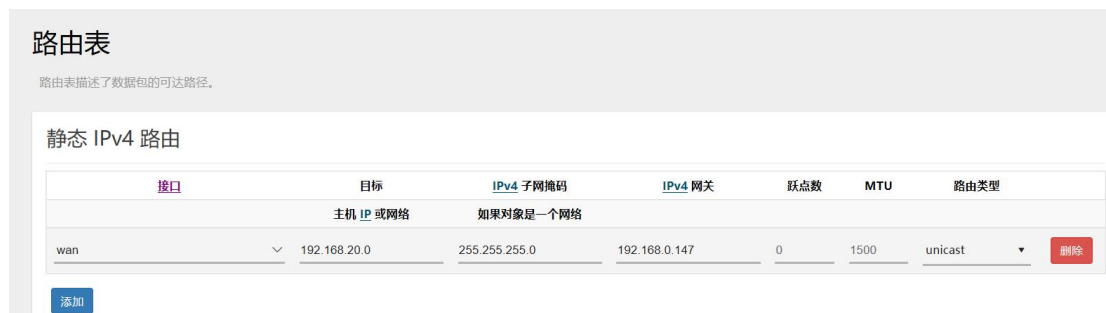 路由表
路由表描述了数据包的可达路径。
静态 IPv4 路由
接口 目标 IPv4 子网掩码 IPv4 网关 跃点数 MTU 路由类型
主机 IP 或网络 如果对象是一个网络
wan 192.168.20.0 255.255.255.0 192.168.0.147 0 1500 unicast 删除
添加